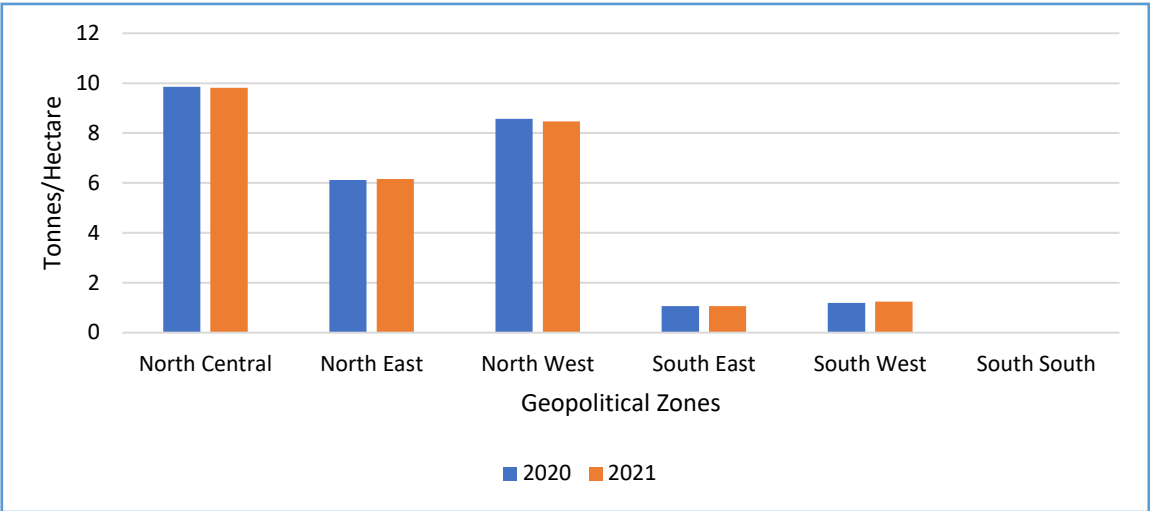 12
10
8
6
4
2
0
Tonnes/Hectare
North Central
North East
North West
South East
South West
South South
Geopolitical Zones
2020
2021